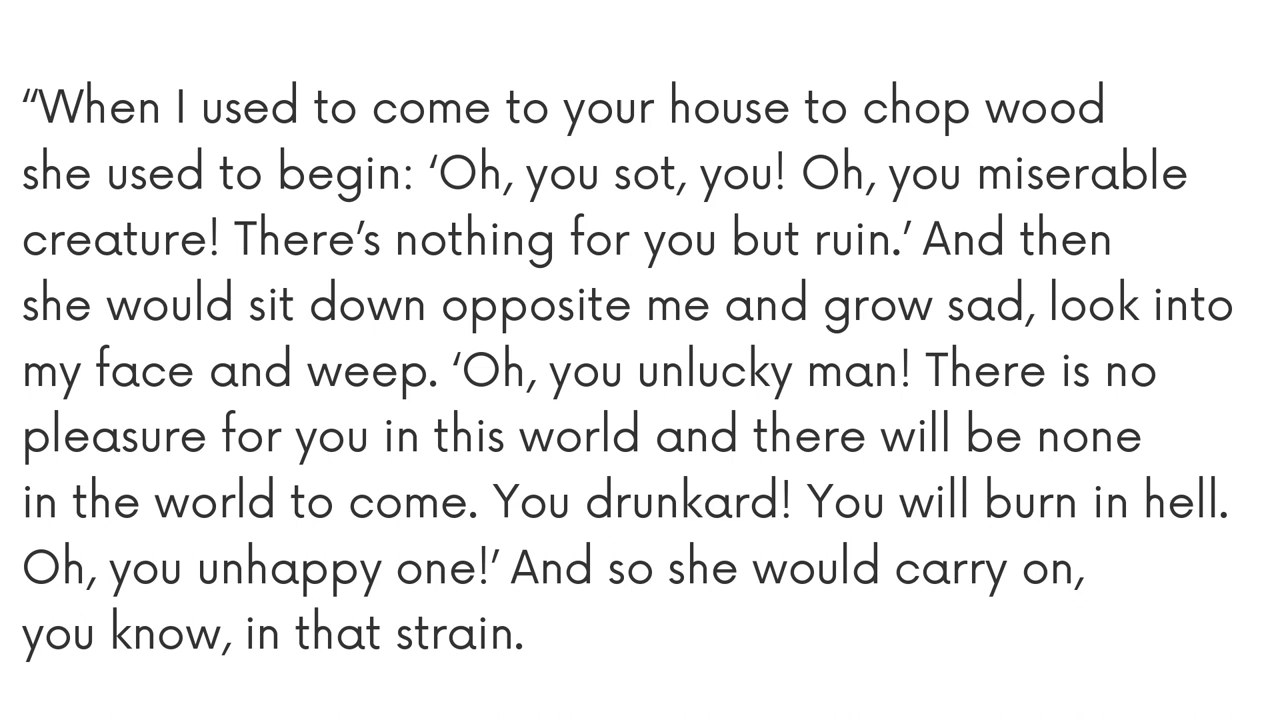 “When I used to come to your house to chop wood
she used to begin: ‘Oh, you sot, you! Oh, you miserable
creature! There’s nothing for you but ruin.’ And then
she would sit down opposite me and grow sad, look into
my face and weep. ‘Oh, you unlucky man! There is no
pleasure for you in this world and there will be none
in the world to come. You drunkard! You will burn in hell.
Oh, you unhappy one!’ And so she would carry on,
you know, in that strain.